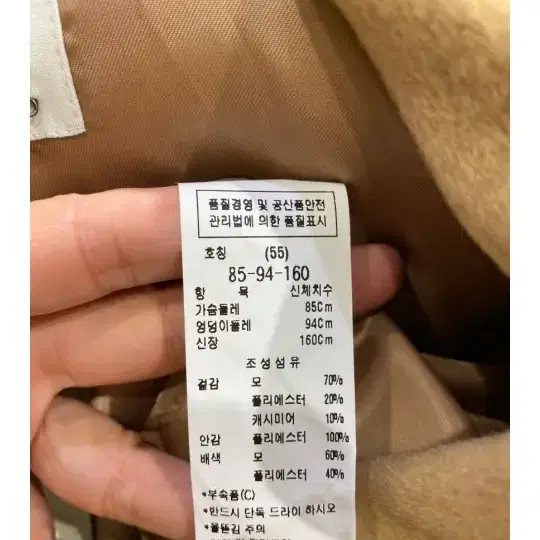 품질경영 및 공산품안전
관리법에 의한 품질표시
호칭 (55)
85-94-160
항 목 신체치수
가슴둘레 85Cm
엉덩이둘레 94Cm
신장 160Cm
조성섬유
겉감 모 70%
폴리에스터 20%
캐시미어 10%
안감 폴리에스터 100%
배색 모 60%
폴리에스터 40%
*부속품(C)
*반드시 단독 드라이 하시오
*물뜯김 주의